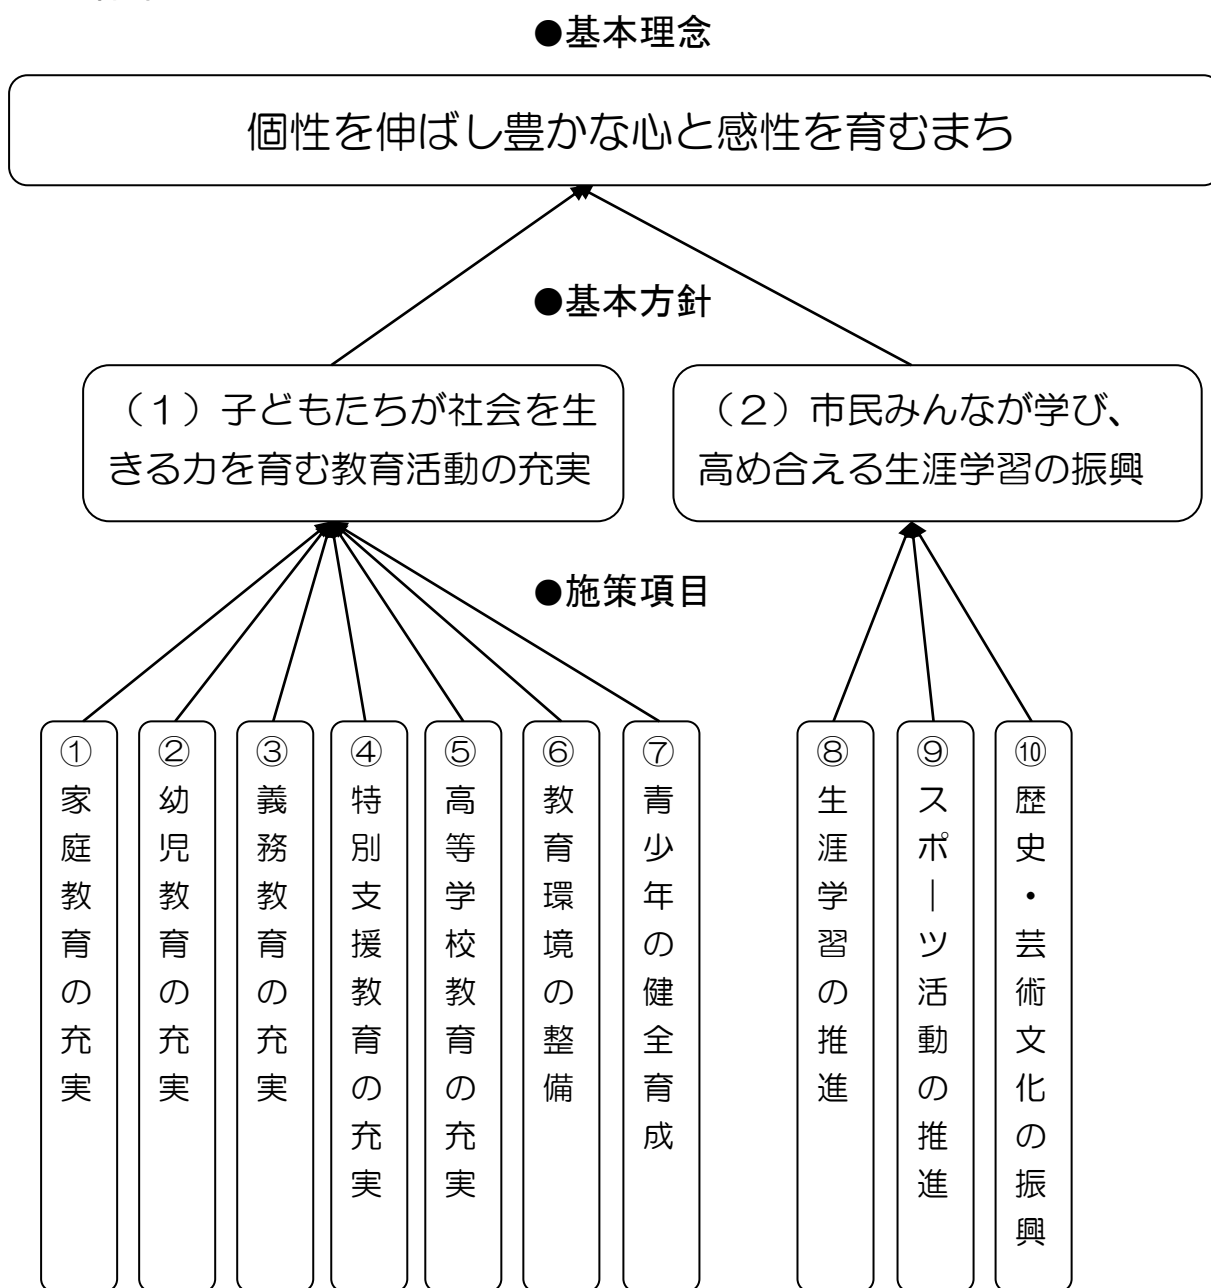 ●基本理念
個性を伸ばし豊かな心と感性を育むまち
●基本方針
（１）子どもたちが社会を生
きる力を育む教育活動の充実
（２）市民みんなが学び、
高め合える生涯学習の振興
●施策項目
①家庭教育の充実
②幼児教育の充実
③義務教育の充実
④特別支援教育の充実
⑤高等学校教育の充実
⑥教育環境の整備
⑦青少年の健全育成
⑧生涯学習の推進
⑨スポーツ活動の推進
⑩歴史・芸術文化の振興